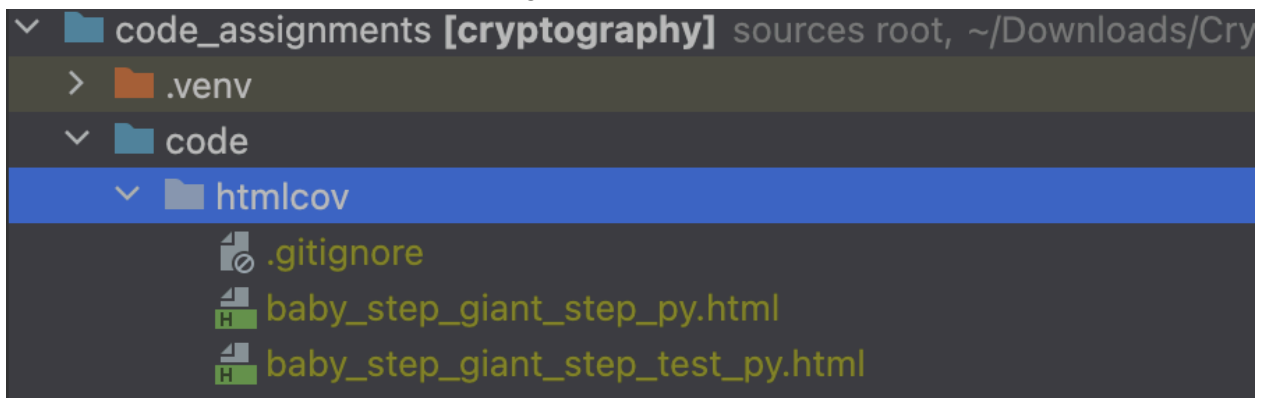 code_assignments [cryptography] sources root, ~/Downloads/Cry
.venv
code
htmlcov
.gitignore
H baby_step_giant_step_py.html
H baby_step_giant_step_test_py.html